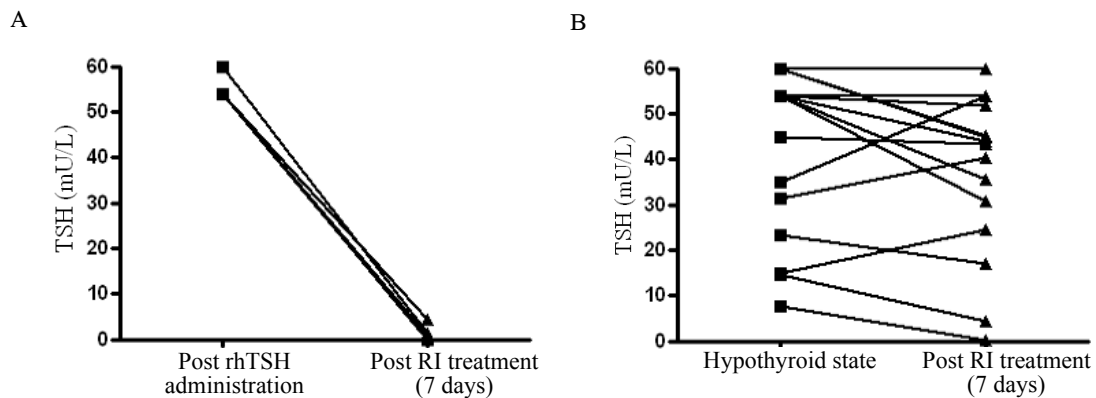 A
TSH (mU/L)
60
50
40
30
20
10
0
Post rhTSH
administration
Post RI treatment
(7 days)
B
TSH (mU/L)
60
50
40
30
20
10
0
Hypothyroid state
Post RI treatment
(7 days)